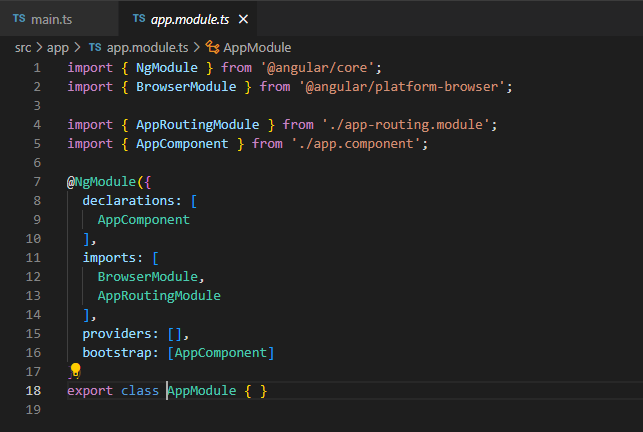 TS main.ts
TS app.module.ts ×
src > app > TS app.module.ts > AppModule
1 import { NgModule } from '@angular/core';
2 import { BrowserModule } from '@angular/platform-browser';
3
4 import { AppRoutingModule } from './app-routing.module';
5 import { AppComponent } from './app.component';
6
7 @NgModule({
8   declarations: [
9     AppComponent
10   ],
11   imports: [
12     BrowserModule,
13     AppRoutingModule
14   ],
15   providers: [],
16   bootstrap: [AppComponent]
17
18 export class AppModule { }
19